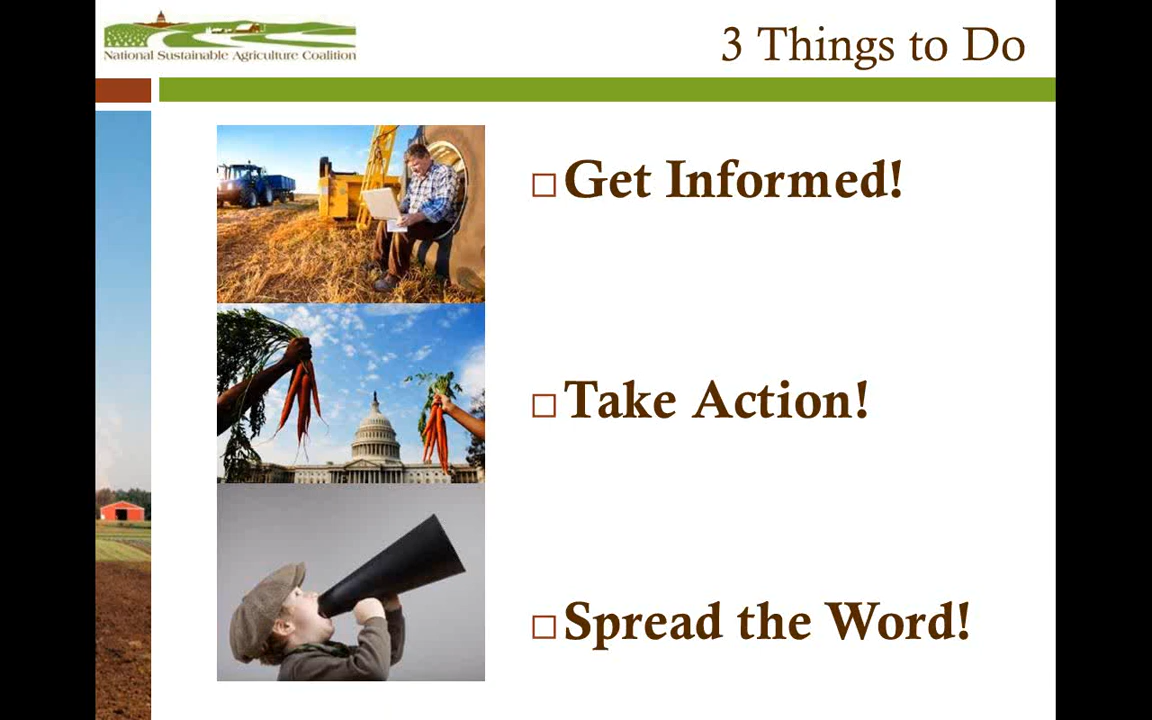 National Sustainable Agriculture Coalition
3 Things to Do
Get Informed!
Take Action!
Spread the Word!